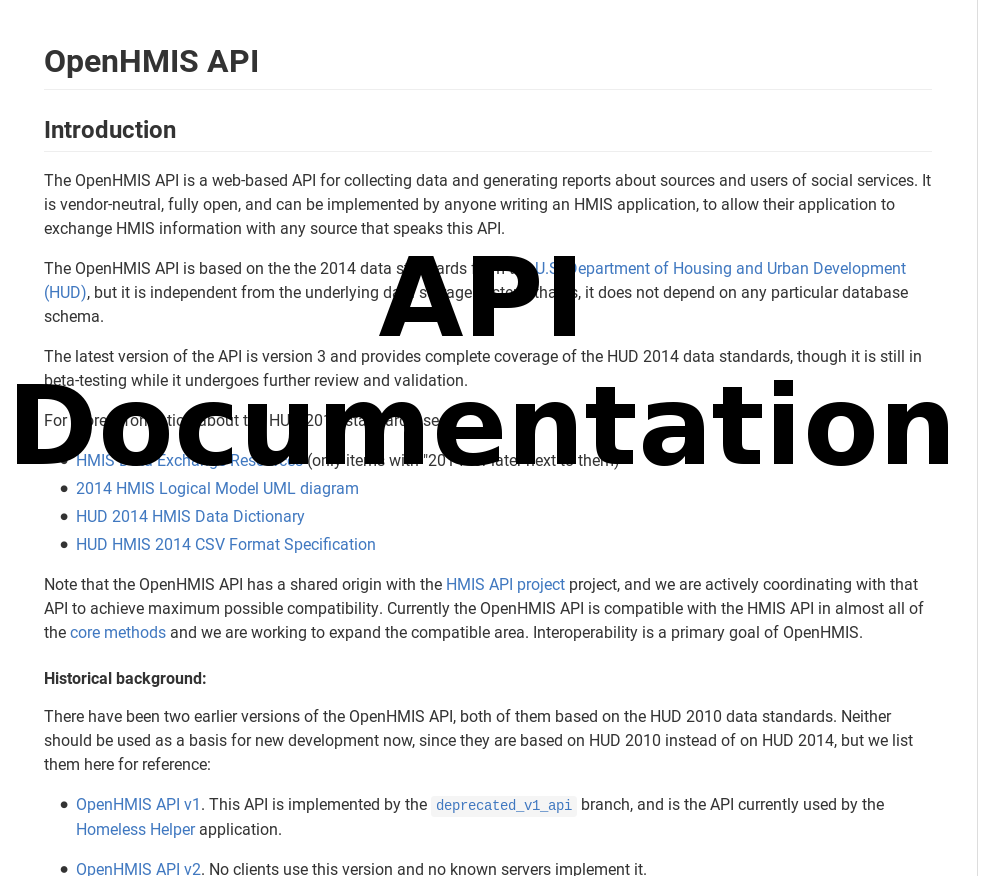 OpenHMIS API
Introduction
The OpenHMIS API is a web-based API for collecting data and generating reports about sources and users of social services. It
is vendor-neutral, fully open, and can be implemented by anyone writing an HMIS application, to allow their application to
exchange HMIS information with any source that speaks this API.
The OpenHMIS API is based on the the 2014 data standards U.S. Department of Housing and Urban Development
(HUD), but it is independent from the underlying data storage it does not depend on any particular database
schema.
API
The latest version of the API is version 3 and provides complete coverage of the HUD 2014 data standards, though it is still in
beta-testing while it undergoes further review and validation.
For more information about the HUD 2014 standards
Documentation
HMIS Data Exchange Resources (only items with "2014" later next to them)
• 2014 HMIS Logical Model UML diagram
• HUD 2014 HMIS Data Dictionary
• HUD HMIS 2014 CSV Format Specification
Note that the OpenHMIS API has a shared origin with the HMIS API project project, and we are actively coordinating with that
API to achieve maximum possible compatibility. Currently the OpenHMIS API is compatible with the HMIS API in almost all of
the core methods and we are working to expand the compatible area. Interoperability is a primary goal of OpenHMIS.
Historical background:
There have been two earlier versions of the OpenHMIS API, both of them based on the HUD 2010 data standards. Neither
should be used as a basis for new development now, since they are based on HUD 2010 instead of on HUD 2014, but we list
them here for reference:
• OpenHMIS API v1. This API is implemented by the deprecated_v1_api branch, and is the API currently used by the
Homeless Helper application.
• OpenHMIS API v2. No clients use this version and no known servers implement it.